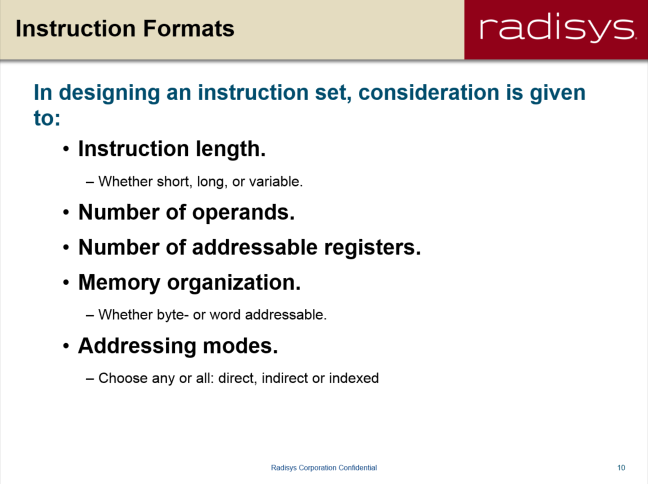 Instruction Formats
radisys.
In designing an instruction set, consideration is given
to:
• Instruction length.
– Whether short, long, or variable.
• Number of operands.
• Number of addressable registers.
• Memory organization.
– Whether byte- or word addressable.
• Addressing modes.
– Choose any or all: direct, indirect or indexed
Radisys Corporation Confidential
10